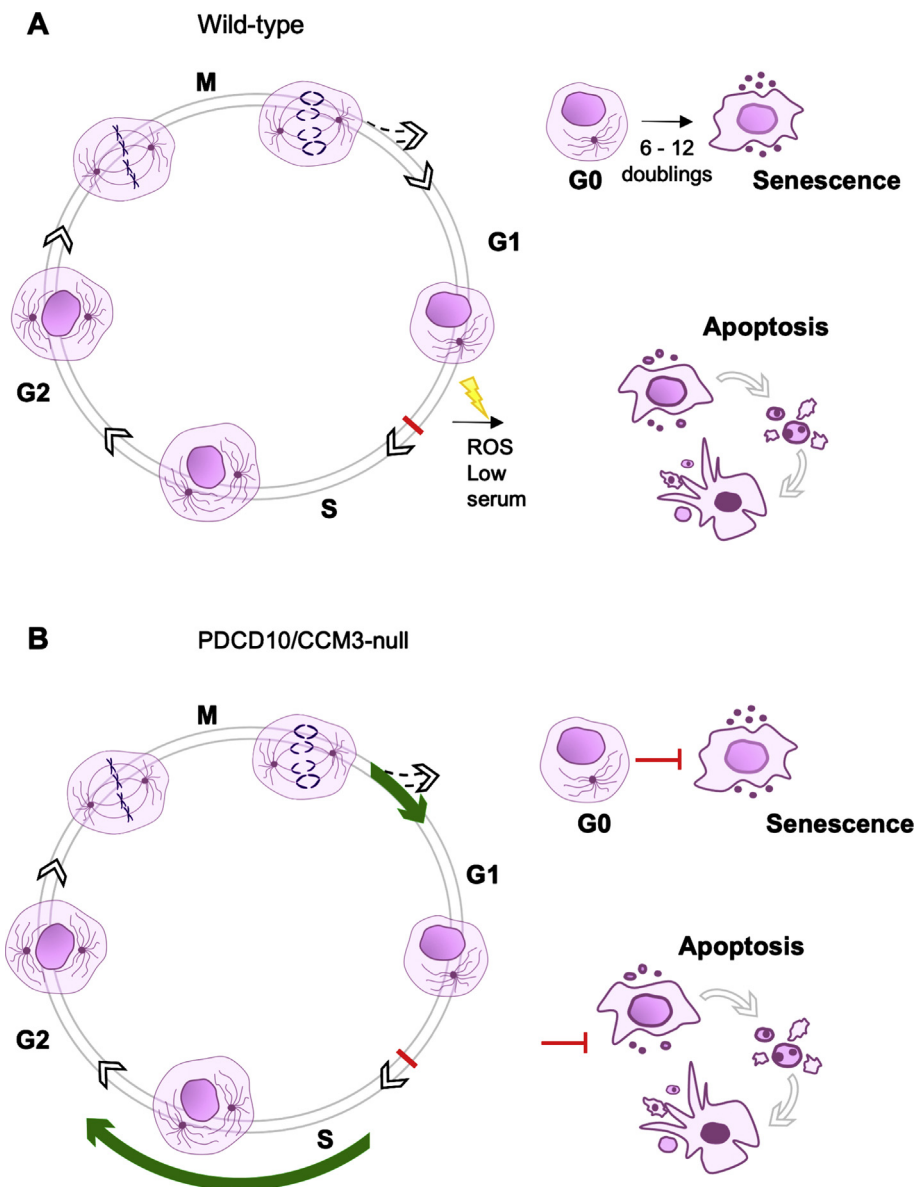 A
Wild-type
M
G1
S
G2
ROS
Low
serum
G0
6 - 12
doublings
Senescence
Apoptosis
B
PDCD10/CCM3-null
M
G1
S
G2
G0
Senescence
Apoptosis